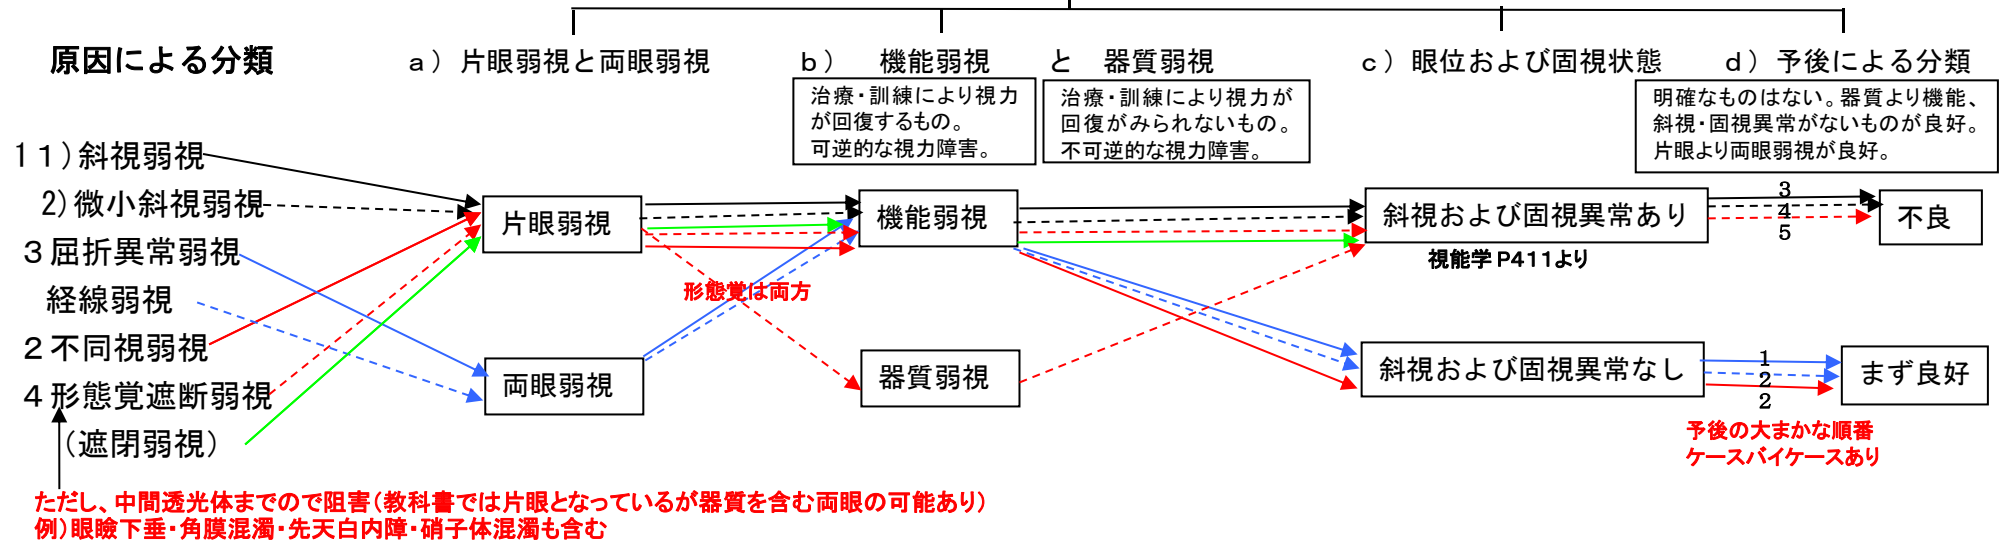 原因による分類
a）片眼弱視と両眼弱視
b）　機能弱視　と　器質弱視
c）眼位および固視状態
d）予後による分類
治療・訓練により視力
が回復するもの。
可逆的な視力障害。
治療・訓練により視力が
回復がみられないもの。
不可逆的な視力障害。
明確なものはない。器質より機能、
斜視・固視異常がないものが良好。
片眼より両眼弱視が良好。
1 1）斜視弱視
2）微小斜視弱視
3 屈折異常弱視
経線弱視
2 不同視弱視
4 形態覚遮断弱視
（遮閉弱視）
片眼弱視
両眼弱視
形態覚は両方
機能弱視
器質弱視
斜視および固視異常あり
視能学 P411より
斜視および固視異常なし
3
4
5
不良
1
2
2
まず良好
予後の大まかな順番
ケースバイケースあり
ただし、中間透光体までので阻害（教科書では片眼となっているが器質を含む両眼の可能あり）
例）眼瞼下垂・角膜混濁・先天白内障・硝子体混濁も含む